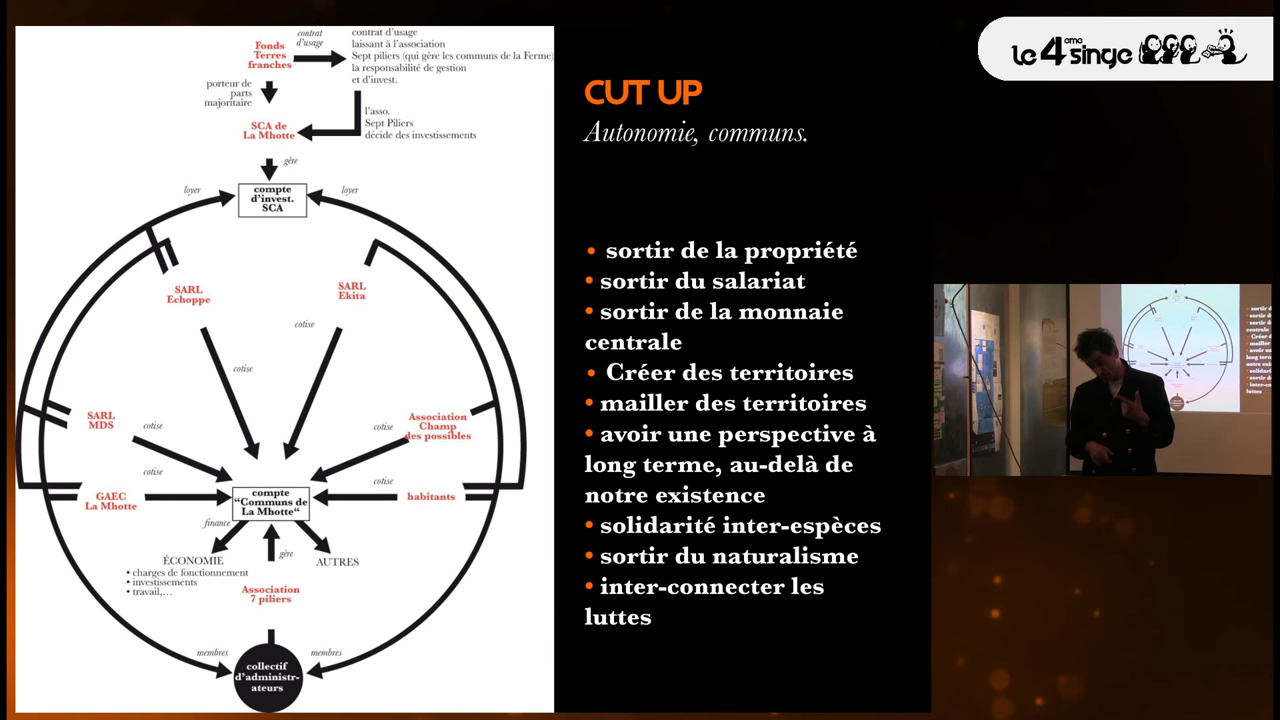 contrat
d'usage
Fonds
Terres
franches
contrat d'usage
laissant à l'association
Sept piliers (qui gère les communs de la Ferme)
la responsabilité de gestion
et d'invest.
porteur de
parts
majoritaire
l'asso.
Sept Piliers
décide des investissements
SCA de
La Mhotte
gère
loyer
compte
d'invest.
SCA
loyer
SARL
Echoppe
SARL
Ekita
cotise
cotise
SARL
MDS
cotise
cotise
Association
Champ
des possibles
cotise
cotise
GAEC
La Mhotte
compte
“Communs de
La Mhotte“
habitants
finance
gère
ÉCONOMIE
• charges de fonctionnement
• investissements
• travail,...
AUTRES
Association
7 piliers
membres
membres
collectif
d'administr-
ateurs
CUT UP
Autonomie, communs.
• sortir de la propriété
• sortir du salariat
• sortir de la monnaie
centrale
• Créer des territoires
• mailler des territoires
• avoir une perspective à
long terme, au-delà de
notre existence
• solidarité inter-espèces
• sortir du naturalisme
• inter-connecter les
luttes
le 4eme singe